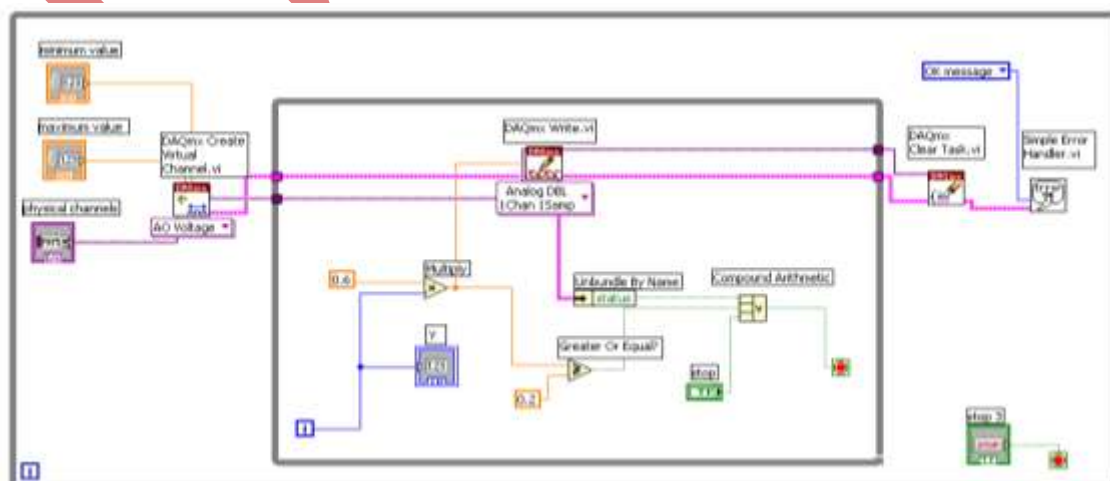 minimum value
maximum value
DAQmx Create
Virtual
Channel.vi
physical channels
AO Voltage
DAQmx Write.vi
Analog DBL
1Chan 1Samp
OK message
DAQmx
Clear Task.vi
Simple Error
Handler.vi
0.6
Multiply
Unbundle By Name
status
Compound Arithmetic
Y
Greater Or Equal?
0.2
stop
TF
i
stop 3
i